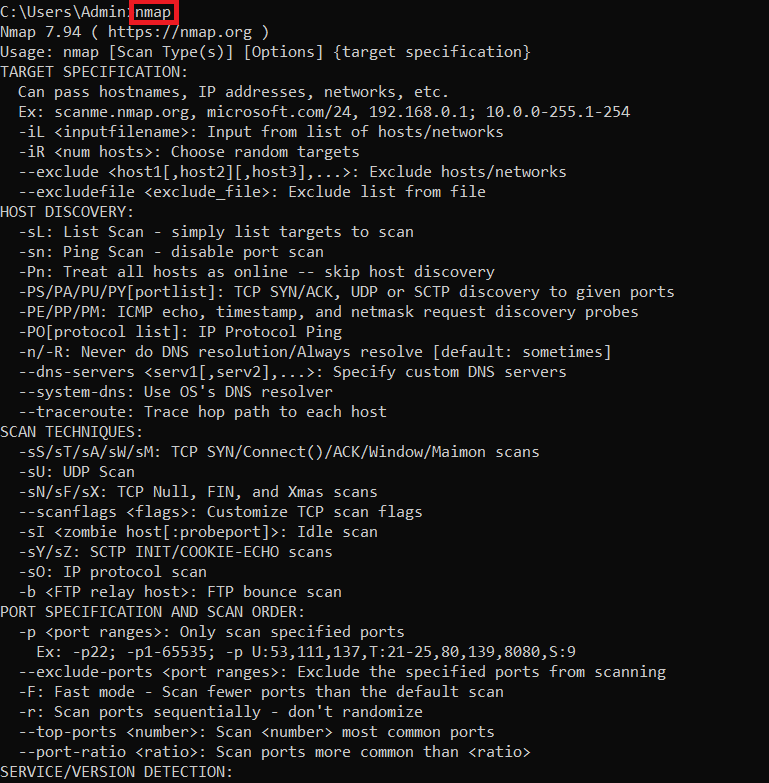 C:\Users\Admin>nmap
Nmap 7.94 ( https://nmap.org )
Usage: nmap [Scan Type(s)] [Options] {target specification}
TARGET SPECIFICATION:
  Can pass hostnames, IP addresses, networks, etc.
  Ex: scanme.nmap.org, microsoft.com/24, 192.168.0.1; 10.0.0-255.1-254
  -iL <inputfilename>: Input from list of hosts/networks
  -iR <num hosts>: Choose random targets
  --exclude <host1[,host2][,host3],...>: Exclude hosts/networks
  --excludefile <exclude_file>: Exclude list from file
HOST DISCOVERY:
  -sL: List Scan - simply list targets to scan
  -sn: Ping Scan - disable port scan
  -Pn: Treat all hosts as online -- skip host discovery
  -PS/PA/PU/PY[portlist]: TCP SYN/ACK, UDP or SCTP discovery to given ports
  -PE/PP/PM: ICMP echo, timestamp, and netmask request discovery probes
  -PO[protocol list]: IP Protocol Ping
  -n/-R: Never do DNS resolution/Always resolve [default: sometimes]
  --dns-servers <serv1[,serv2],...>: Specify custom DNS servers
  --system-dns: Use OS's DNS resolver
  --traceroute: Trace hop path to each host
SCAN TECHNIQUES:
  -sS/sT/sA/sW/sM: TCP SYN/Connect()/ACK/Window/Maimon scans
  -sU: UDP Scan
  -sN/sF/sX: TCP Null, FIN, and Xmas scans
  --scanflags <flags>: Customize TCP scan flags
  -sI <zombie host[:probeport]>: Idle scan
  -sY/sZ: SCTP INIT/COOKIE-ECHO scans
  -sO: IP protocol scan
  -b <FTP relay host>: FTP bounce scan
PORT SPECIFICATION AND SCAN ORDER:
  -p <port ranges>: Only scan specified ports
    Ex: -p22; -p1-65535; -p U:53,111,137,T:21-25,80,139,8080,S:9
  --exclude-ports <port ranges>: Exclude the specified ports from scanning
  -F: Fast mode - Scan fewer ports than the default scan
  -r: Scan ports sequentially - don't randomize
  --top-ports <number>: Scan <number> most common ports
  --port-ratio <ratio>: Scan ports more common than <ratio>
SERVICE/VERSION DETECTION: